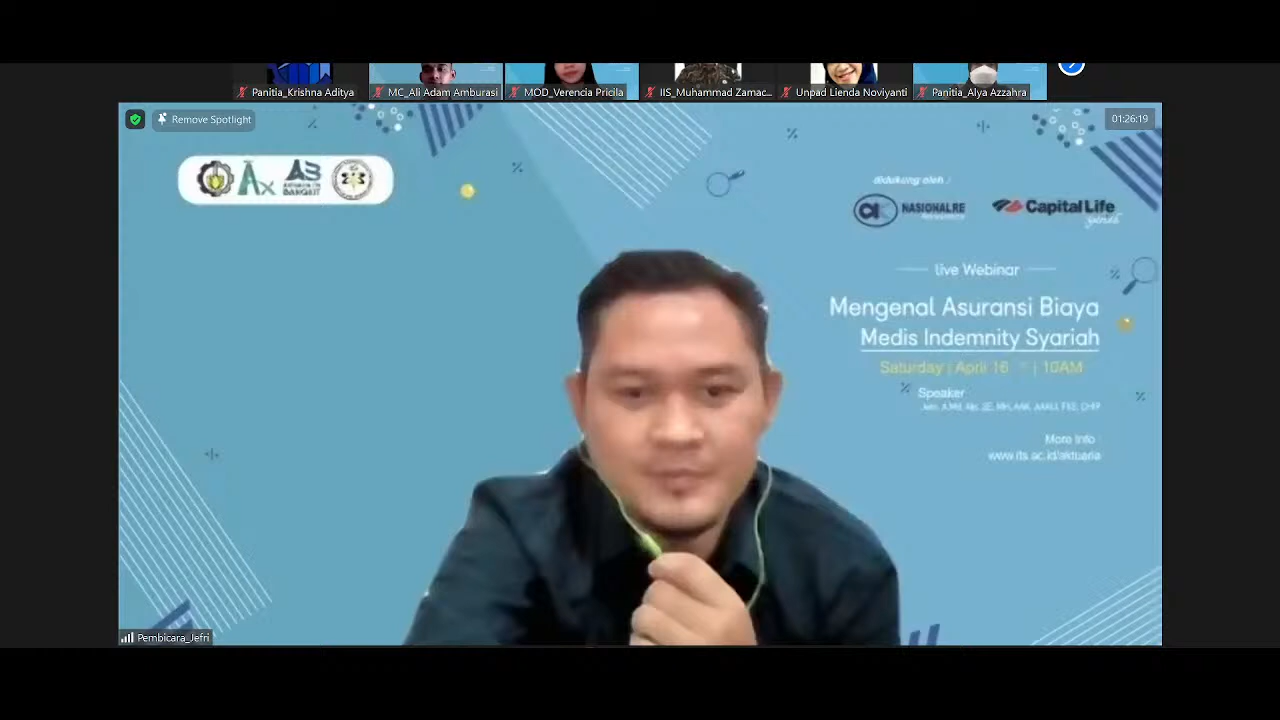 Panitia_Krishna Aditya
MC_Ali Adam Amburasi
MOD_Verencia Pricila
IIS_Muhammad Zamac...
Unpad Lienda Noviyanti
Panitia_Alya Azzahra
Remove Spotlight
01:26:19
didukung oleh :
NASIONALRE
Capital Life
syariah
live Webinar
Mengenal Asuransi Biaya
Medis Indemnity Syariah
Saturday | April 16 | 10AM
Speaker
More Info :
www.its.ac.id/aktuaria
Pembicara_Jefri